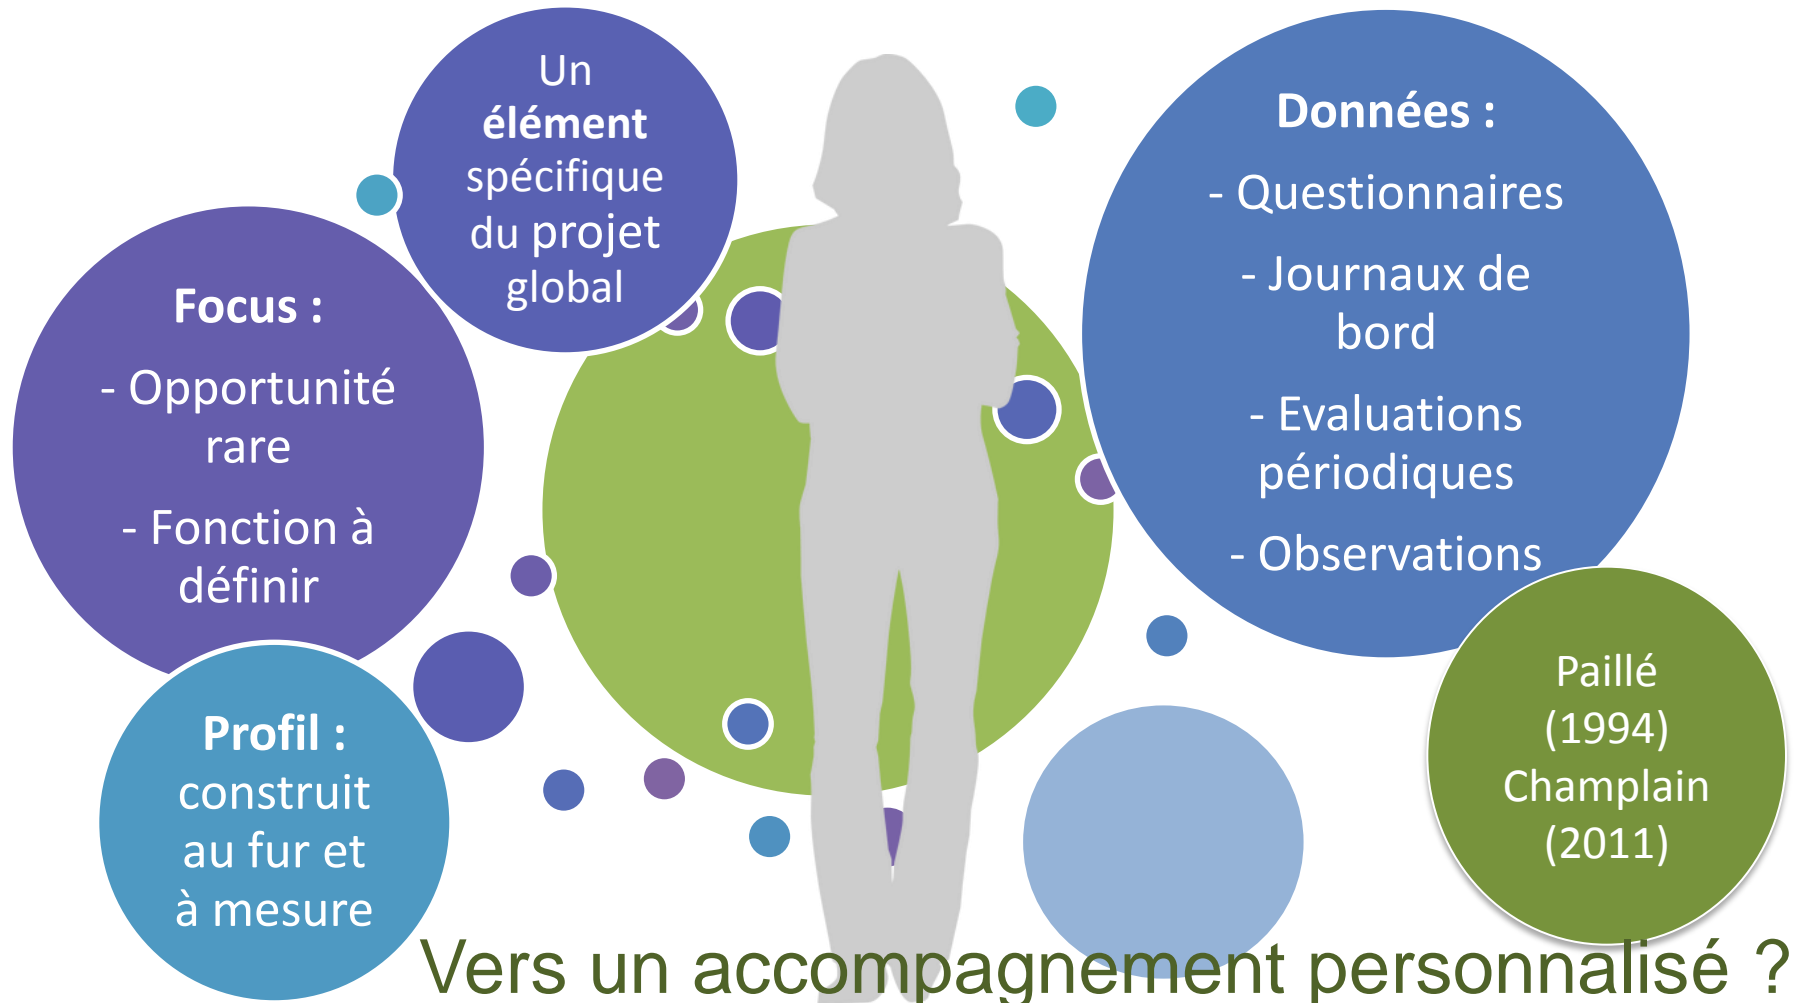 Un
élément
spécifique
du projet
global
Focus :
- Opportunité
rare
- Fonction à
définir
Profil :
construit
au fur et
à mesure
Données :
- Questionnaires
- Journaux de
bord
- Evaluations
périodiques
- Observations
Paillé
(1994)
Champlain
(2011)
Vers un accompagnement personnalisé ?